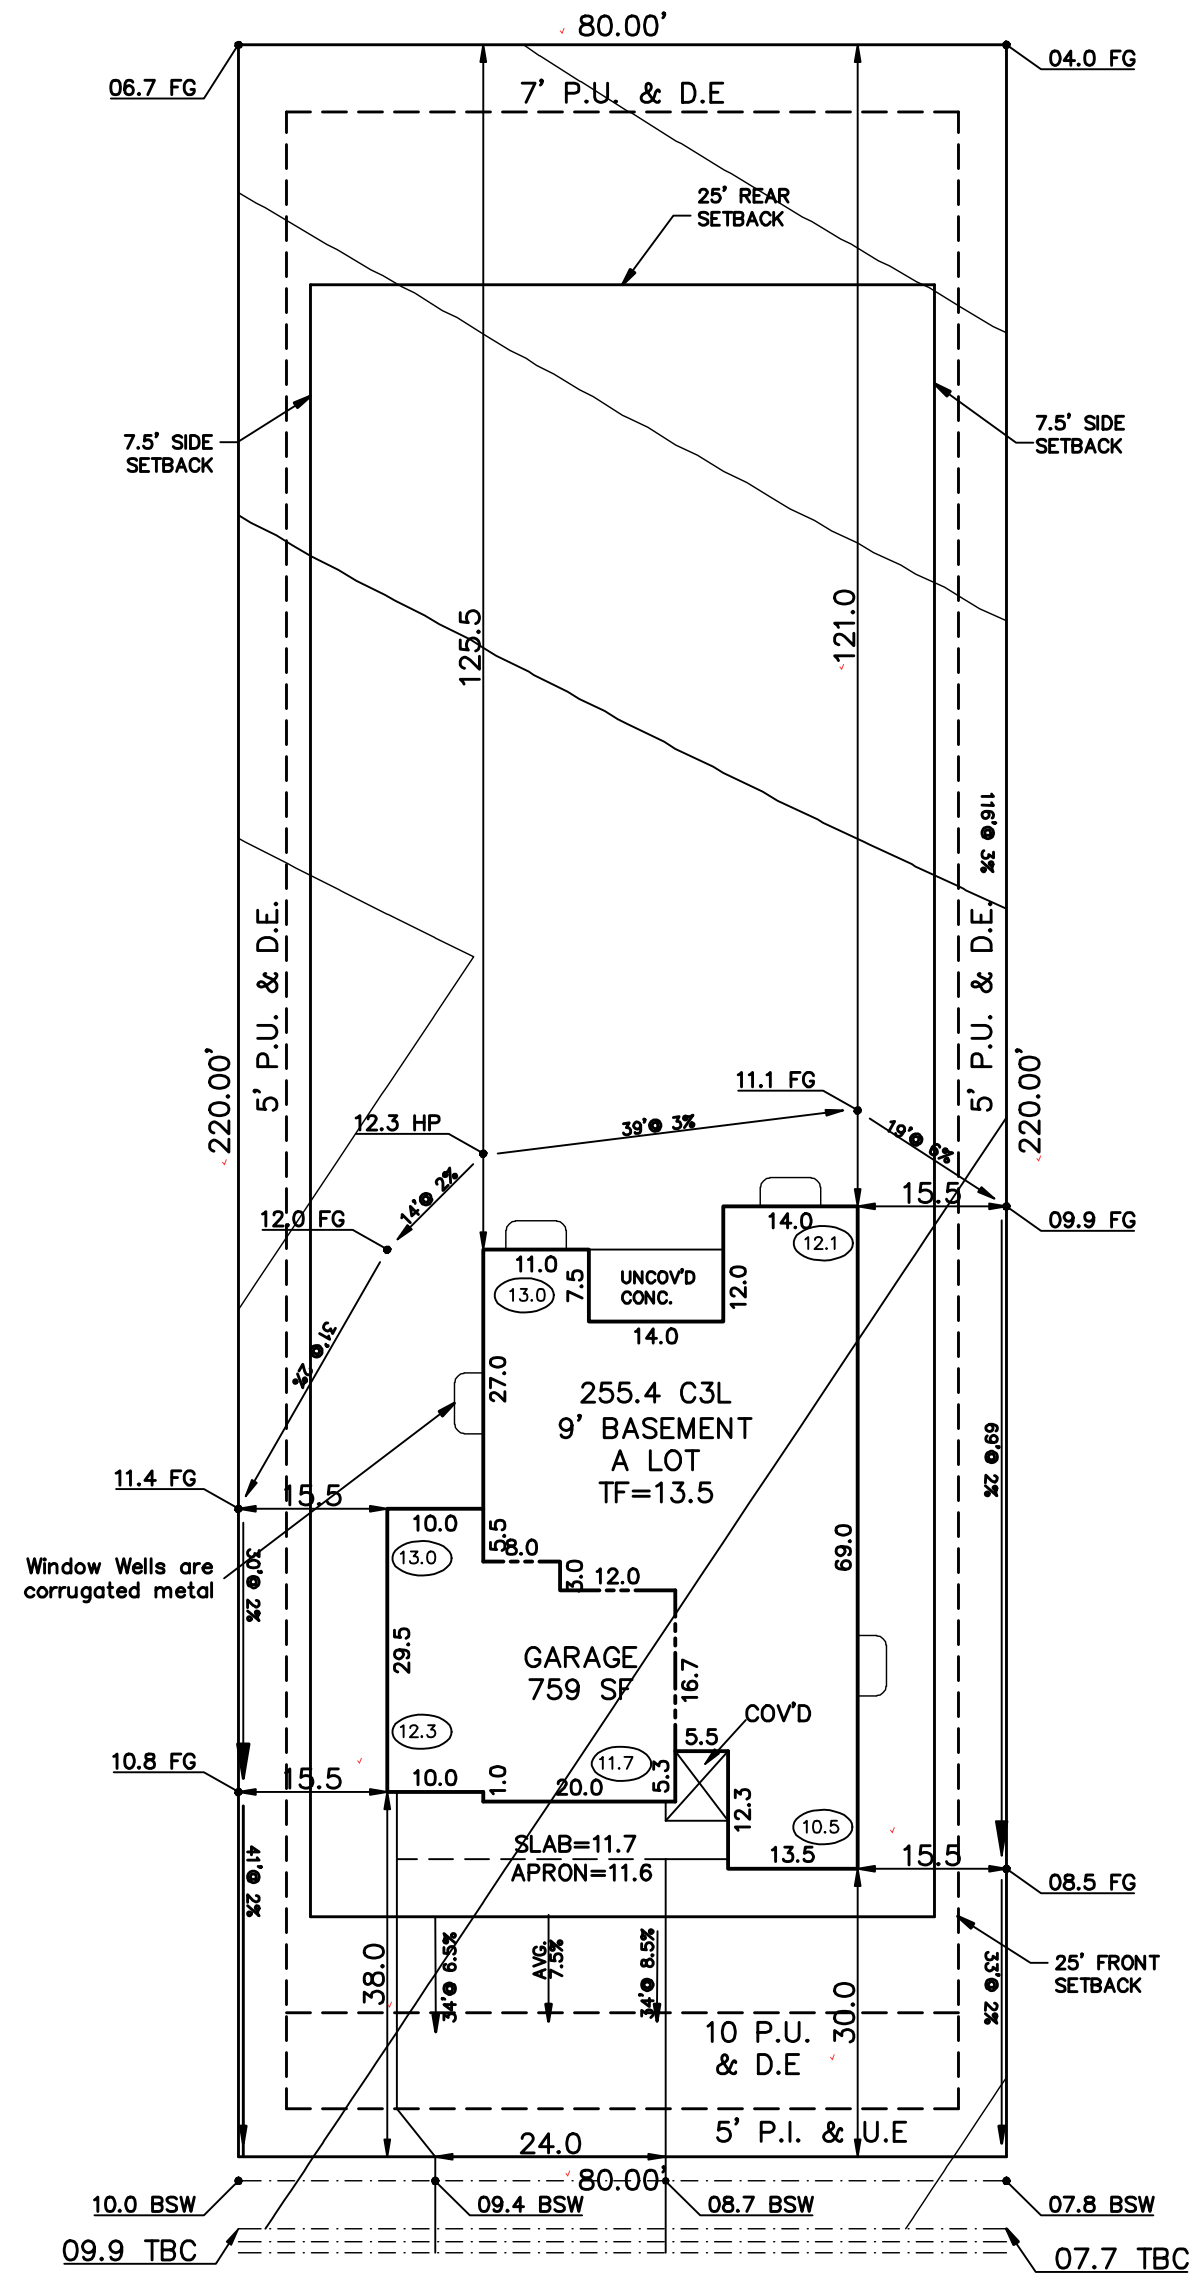 80.00'
06.7 FG
04.0 FG
7' P.U. & D.E
25' REAR
SETBACK
7.5' SIDE
SETBACK
7.5' SIDE
SETBACK
125.5
121.0
116'@ 3%
5' P.U. & D.E.
5' P.U. & D.E.
220.00'
220.00'
11.1 FG
12.3 HP
39'@ 3%
19'@ 6%
14'@ 2%
15.5
12.0 FG
09.9 FG
14.0
12.1
11.0
13.0
7.5
UNCOV'D
CONC.
12.0
14.0
31'@ 2%
27.0
255.4 C3L
9' BASEMENT
A LOT
TF=13.5
69'@ 2%
11.4 FG
15.5
10.0
5.5
8.0
13.0
3.0
12.0
69.0
Window Wells are
corrugated metal
30'@ 2%
29.5
GARAGE
759 SF
16.7
COV'D
12.3
5.5
11.7
10.8 FG
15.5
10.0
1.0
20.0
5.3
12.3
10.5
SLAB=11.7
13.5
15.5
APRON=11.6
08.5 FG
41'@ 2%
38.0
34'@ 6.5%
AVG.
7.5%
34'@ 8.5%
30.0
33'@ 2%
25' FRONT
SETBACK
10 P.U.
& D.E
5' P.I. & U.E
24.0
80.00'
10.0 BSW
09.4 BSW
08.7 BSW
07.8 BSW
09.9 TBC
07.7 TBC